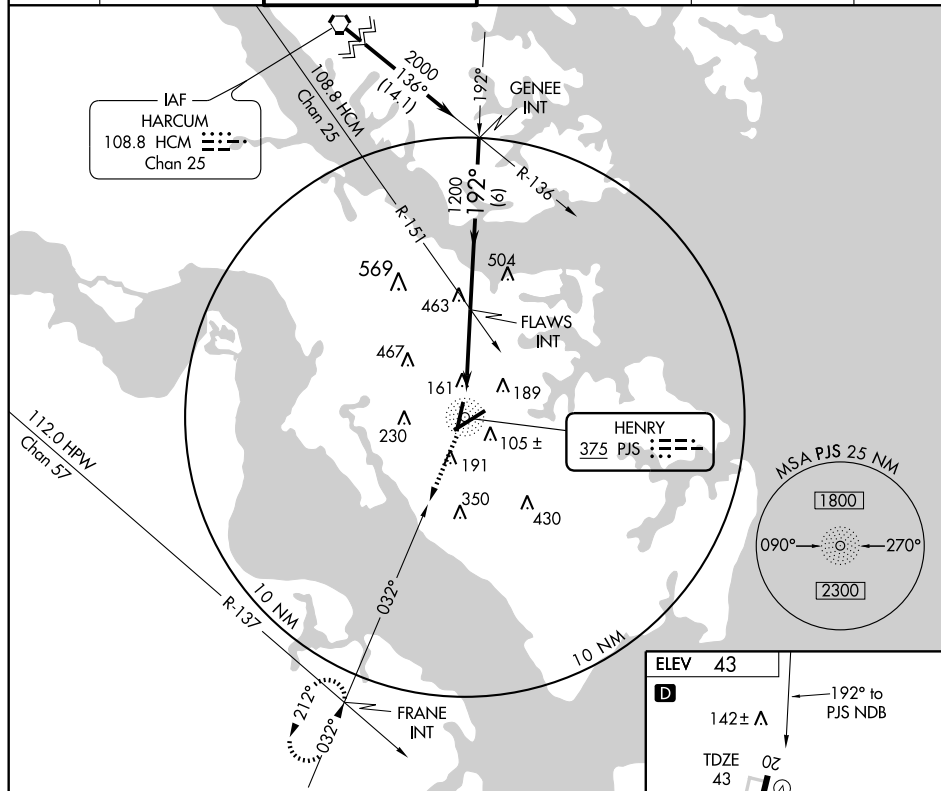 2000
136°
(14.1)
108.8 HCM
Chan 25
192°
GENEE
INT
IAF
HARCUM
108.8 HCM
Chan 25
R-136
1200
192°
(6)
R-151
569
504
463
FLAWS
INT
467
161
189
112.0 HPW
Chan 57
230
105 ±
HENRY
375 PJS
191
350
430
MSA PJS 25 NM
1800
090°
270°
2300
032°
10 NM
R-137
10 NM
212°
032°
FRANE
INT
ELEV 43
D
192° to
PJS NDB
142±
TDZE
43
20
A